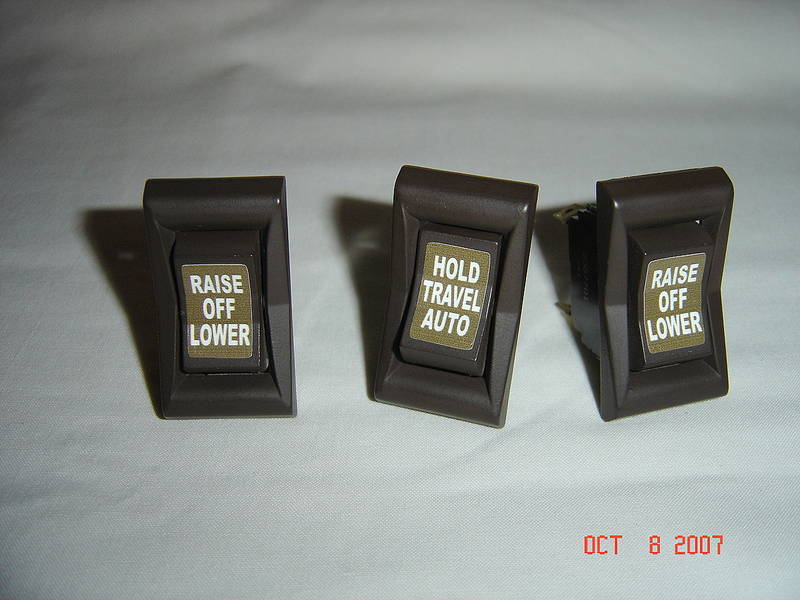 RAISE
OFF
LOWER
HOLD
TRAVEL
AUTO
RAISE
OFF
LOWER
OCT 8 2007